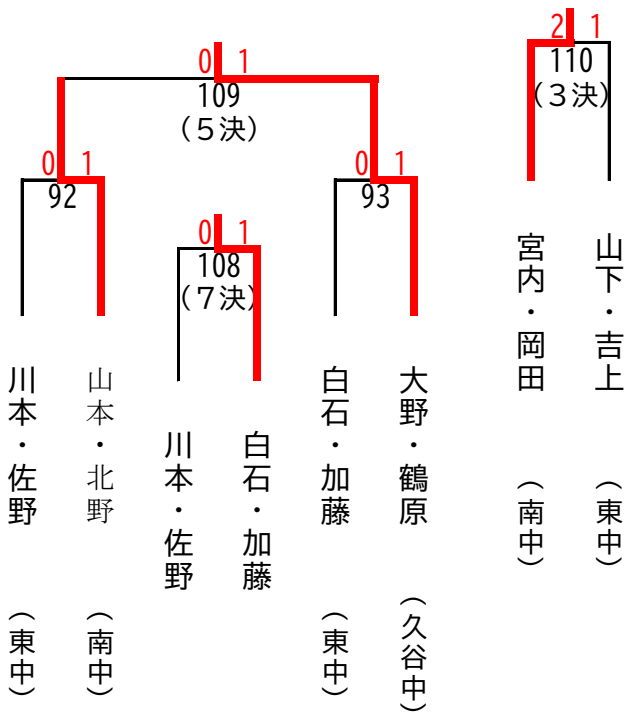 2 1
110
（３決）
0 1
109
（５決）
0 1
92
0 1
93
0 1
108
（７決）
川本・佐野（東中）
山本・北野（南中）
川本・佐野
白石・加藤
白石・加藤（東中）
大野・鶴原（久谷中）
宮内・岡田（南中）
山下・吉上（東中）